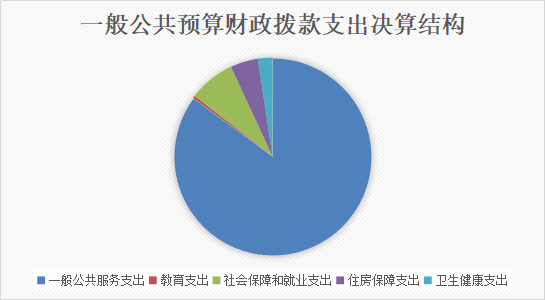 一般公共预算财政拨款支出决算结构
一般公共服务支出 教育支出 社会保障和就业支出 住房保障支出 卫生健康支出